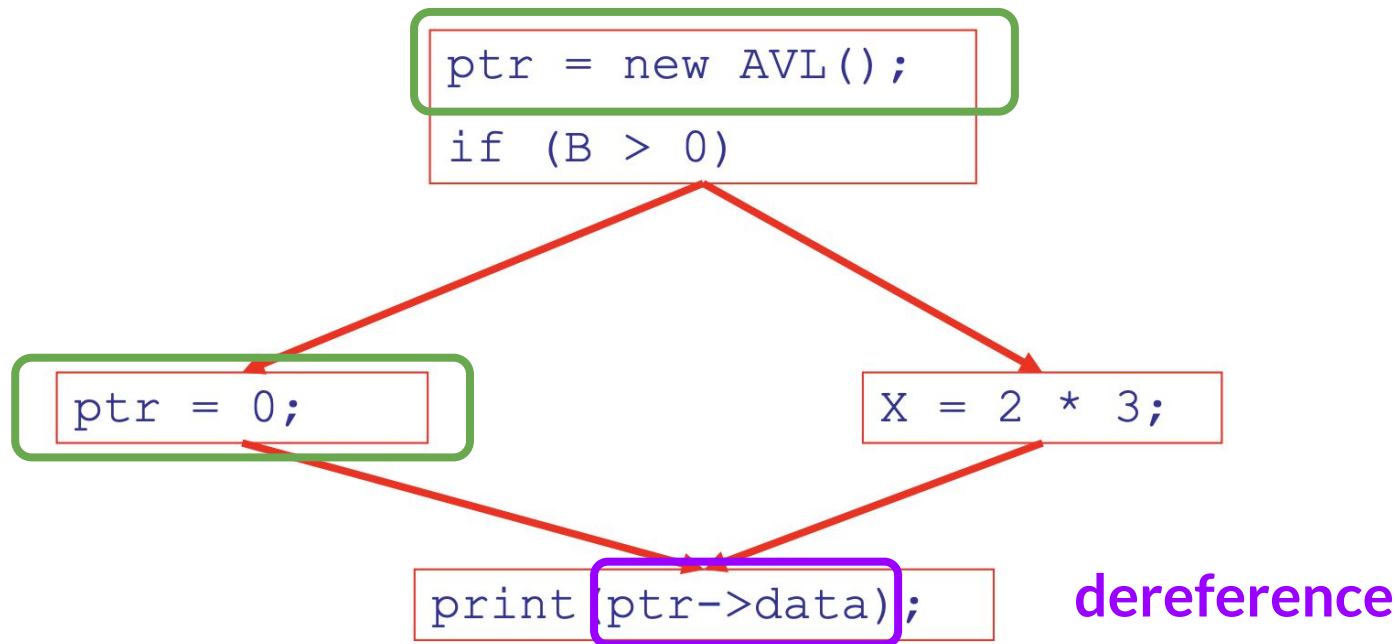 ptr = new AVL();
if (B > 0)
ptr = 0;
X = 2 * 3;
print(ptr->data);
dereference